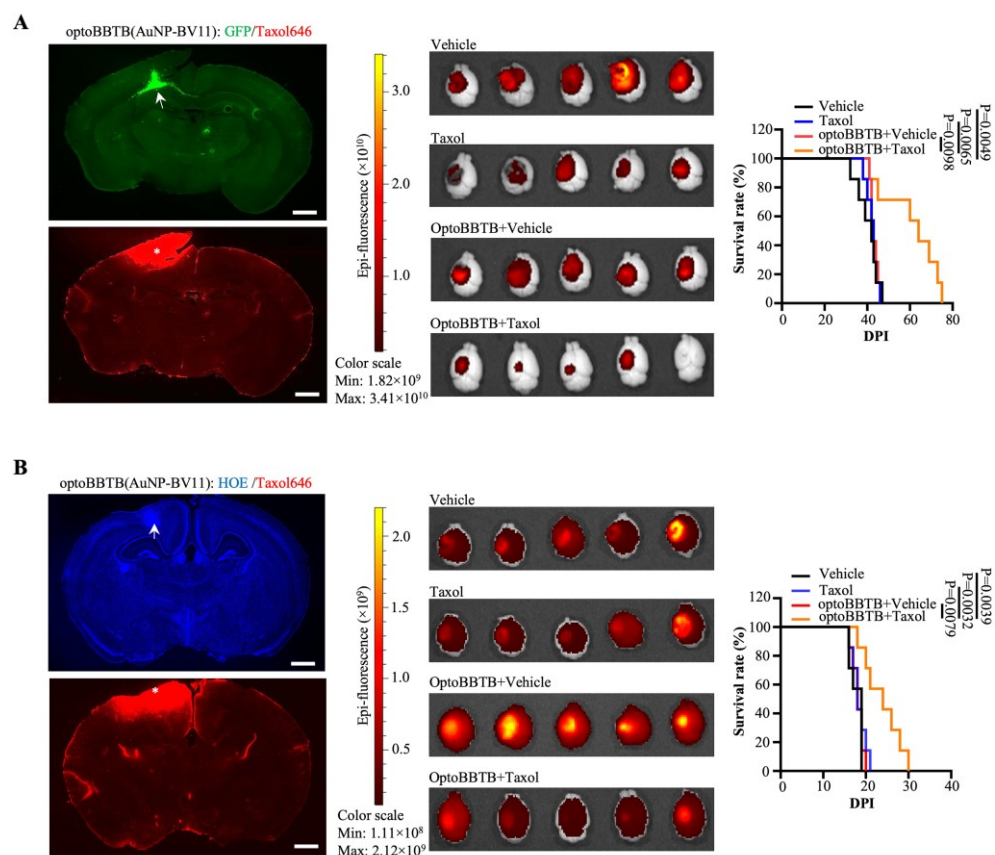 A
optoBBTB(AuNP-BV11): GFP/Taxol646
*
Epi-fluorescence (×10¹⁰)
3.0
2.0
1.0
Color scale
Min: 1.82×10⁹
Max: 3.41×10¹⁰
Vehicle
Taxol
OptoBBTB+Vehicle
OptoBBTB+Taxol
Vehicle
Taxol
optoBBTB+Vehicle
optoBBTB+Taxol
P=0.0098
P=0.0065
P=0.0049
Survival rate (%)
120
100
80
60
40
20
0
0 20 40 60 80
DPI
B
optoBBTB(AuNP-BV11): HOE /Taxol646
*
Epi-fluorescence (×10⁹)
2.0
1.5
1.0
0.5
Color scale
Min: 1.11×10⁸
Max: 2.12×10⁹
Vehicle
Taxol
OptoBBTB+Vehicle
OptoBBTB+Taxol
Vehicle
Taxol
optoBBTB+Vehicle
optoBBTB+Taxol
P=0.0079
P=0.0032
P=0.0039
Survival rate (%)
120
100
80
60
40
20
0
0 10 20 30 40
DPI